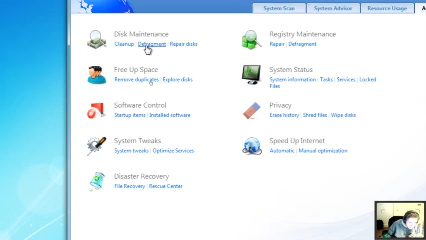 System Scan System Advisor Resource Usage A
Disk Maintenance
Cleanup | Defragment | Repair disks
Registry Maintenance
Repair | Defragment
Free Up Space
Remove duplicates | Explore disks
System Status
System information | Tasks | Services | Locked
Files
Software Control
Startup items | Installed software
Privacy
Erase history | Shred files | Wipe disks
System Tweaks
System tweaks | Optimize Services
Speed Up Internet
Automatic | Manual optimization
Disaster Recovery
File Recovery | Rescue Center